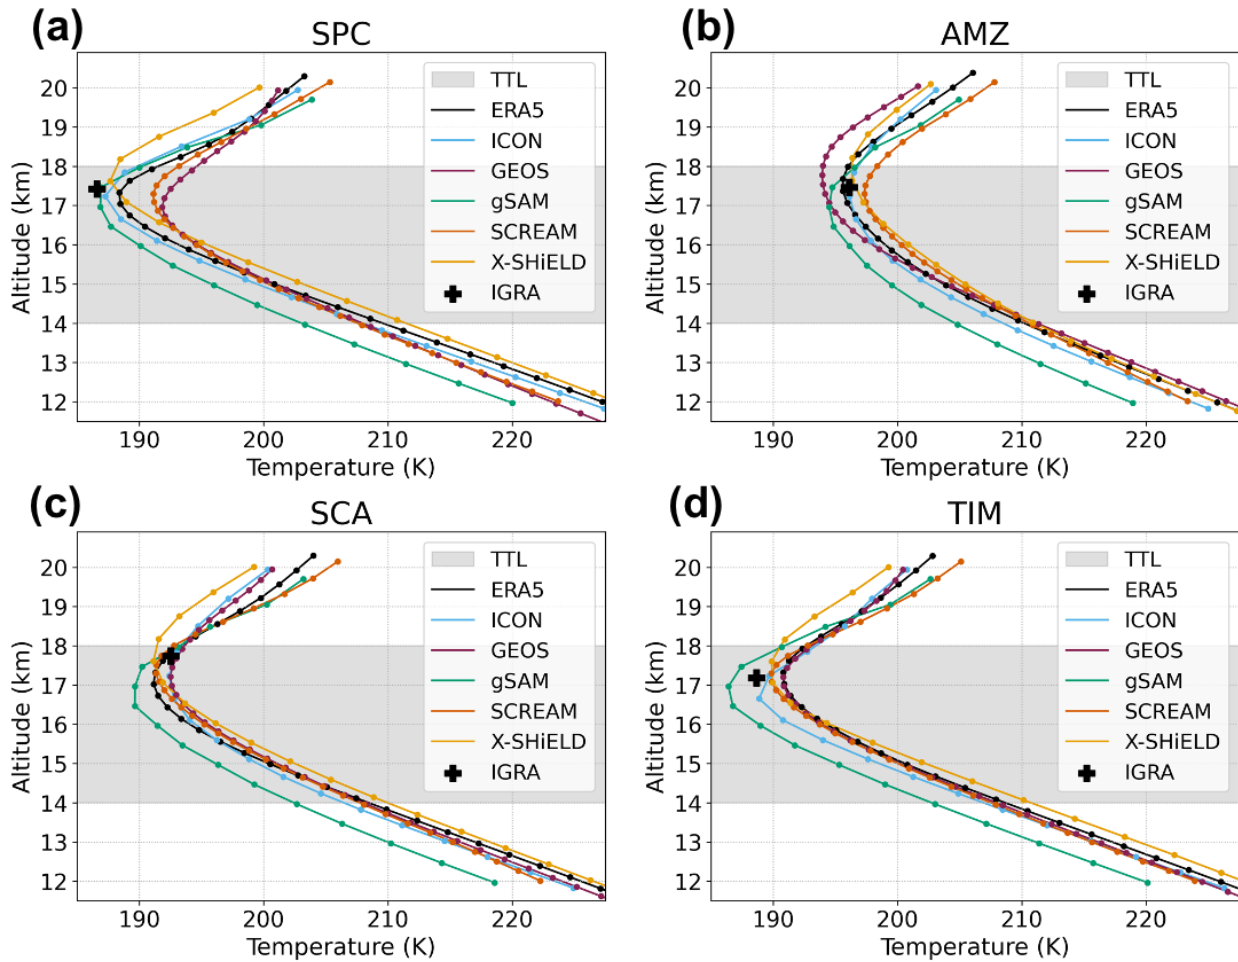 (a)
SPC
20
19
18
17
16
15
14
13
12
Altitude (km)
190 200 210 220
Temperature (K)
TTL
ERA5
ICON
GEOS
gSAM
SCREAM
X-SHiELD
IGRA
(b)
AMZ
20
19
18
17
16
15
14
13
12
Altitude (km)
190 200 210 220
Temperature (K)
TTL
ERA5
ICON
GEOS
gSAM
SCREAM
X-SHiELD
IGRA
(c)
SCA
20
19
18
17
16
15
14
13
12
Altitude (km)
190 200 210 220
Temperature (K)
TTL
ERA5
ICON
GEOS
gSAM
SCREAM
X-SHiELD
IGRA
(d)
TIM
20
19
18
17
16
15
14
13
12
Altitude (km)
190 200 210 220
Temperature (K)
TTL
ERA5
ICON
GEOS
gSAM
SCREAM
X-SHiELD
IGRA